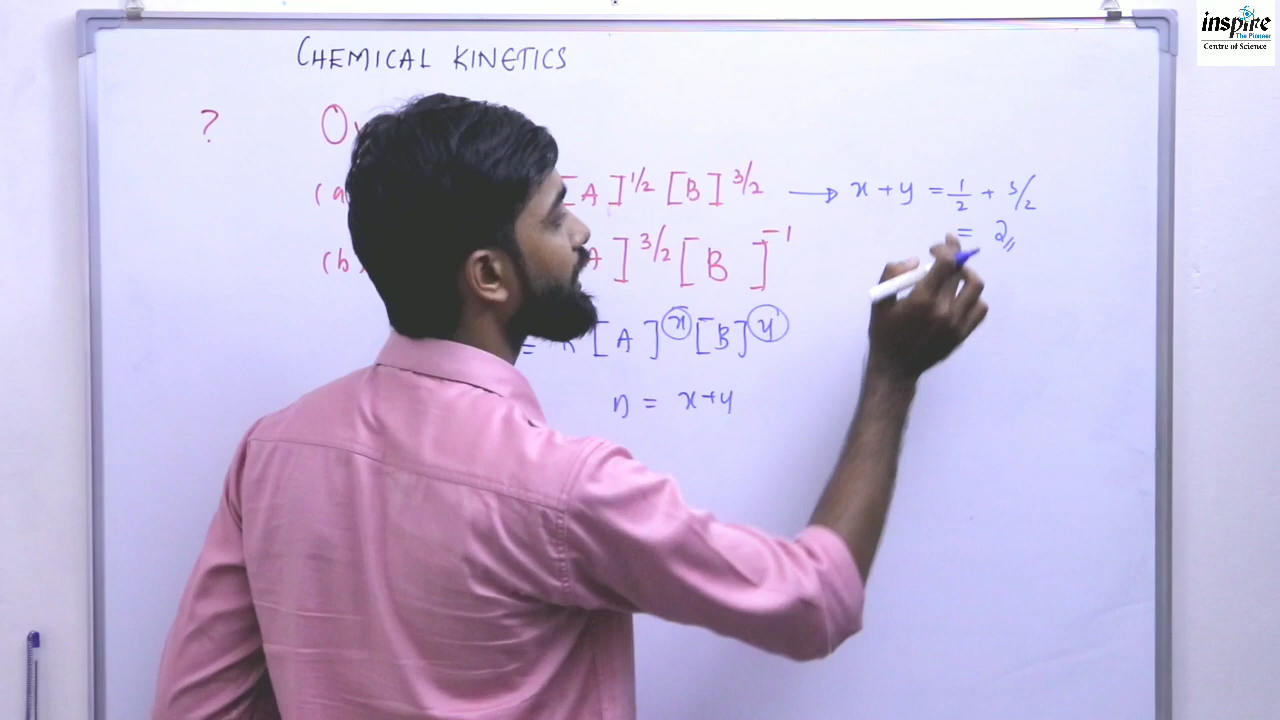 inspire
The Pioneer
Centre of Science
CHEMICAL KINETICS
?
(a [A]^1/2 [B]^3/2 → x + y = 1/2 + 3/2
= 2
(b) A]^3/2 [B]^-1
= [A]^x [B]^y
n = x+y